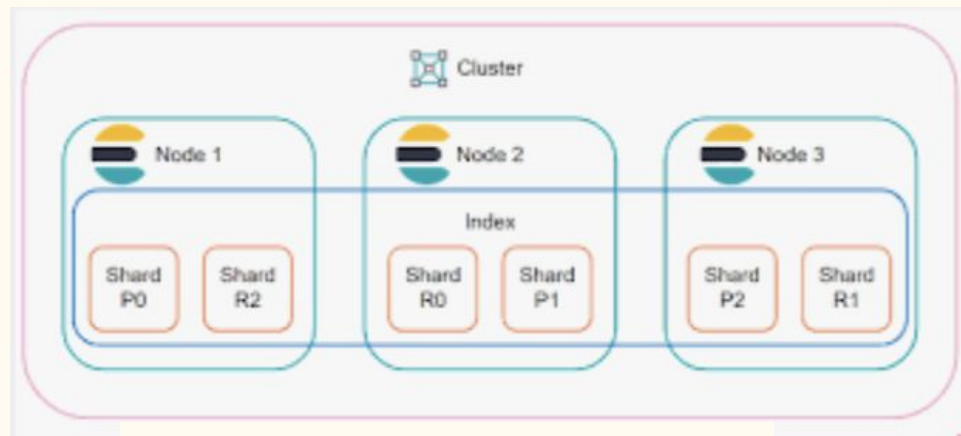 Cluster
Node 1
Node 2
Node 3
Index
Shard
P0
Shard
R2
Shard
R0
Shard
P1
Shard
P2
Shard
R1